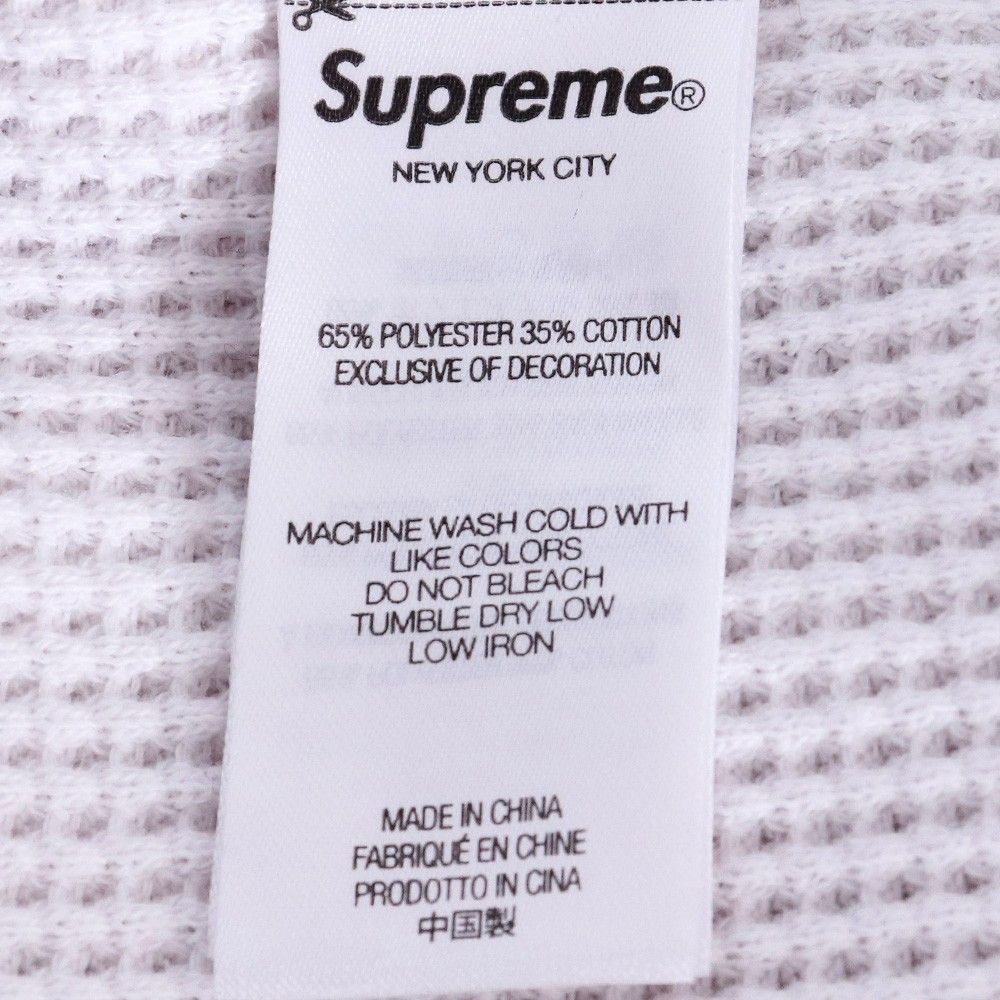 Supreme®
NEW YORK CITY
65% POLYESTER 35% COTTON
EXCLUSIVE OF DECORATION
MACHINE WASH COLD WITH
LIKE COLORS
DO NOT BLEACH
TUMBLE DRY LOW
LOW IRON
MADE IN CHINA
FABRIQUÉ EN CHINE
PRODOTTO IN CINA
中国製